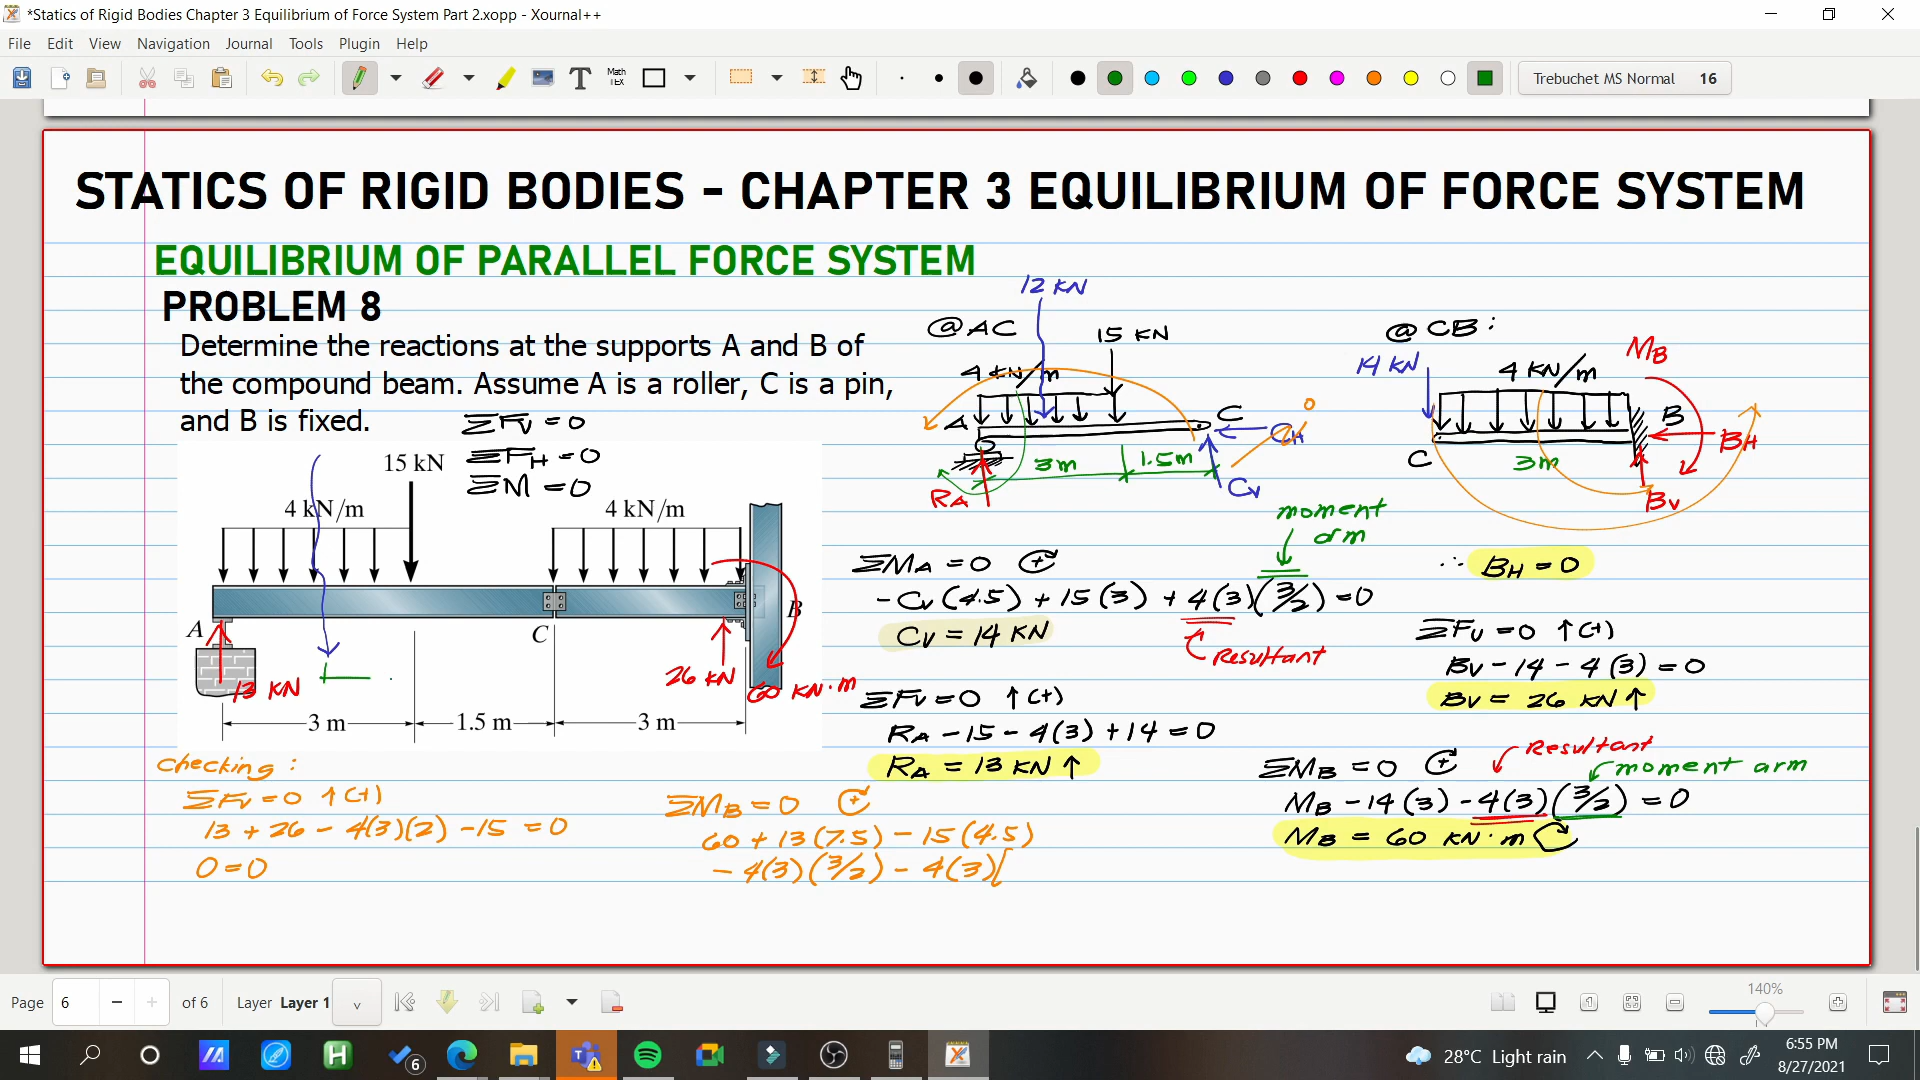 *Statics of Rigid Bodies Chapter 3 Equilibrium of Force System Part 2.xopp - Xournal++
File Edit View Navigation Journal Tools Plugin Help
Math
TEX
Trebuchet MS Normal 16
STATICS OF RIGID BODIES - CHAPTER 3 EQUILIBRIUM OF FORCE SYSTEM
EQUILIBRIUM OF PARALLEL FORCE SYSTEM
PROBLEM 8
Determine the reactions at the supports A and B of
the compound beam. Assume A is a roller, C is a pin,
and B is fixed.
ΣFv = 0
ΣFH = 0
ΣM = 0
15 kN
4 kN/m
4 kN/m
A
C
B
13 KN
26 KN
60 KN·m
3 m
1.5 m
3 m
checking :
ΣFv = 0 ↑(+)
13 + 26 - 4(3)(2) - 15 = 0
0 = 0
ΣMB = 0 (+)
60 + 13(7.5) - 15(4.5)
- 4(3)(3/2) - 4(3)(
12 KN
@ AC
15 KN
4 KN/m
A
C
CH
0
3m
1.5m
RA
Cv
ΣMA = 0 (+)
moment
arm
-Cv(4.5) + 15(3) + 4(3)(3/2) = 0
Cv = 14 KN
Resultant
ΣFv = 0 ↑(+)
RA - 15 - 4(3) + 14 = 0
RA = 13 KN ↑
@ CB :
MB
14 KN
4 KN/m
B
BH
C
3m
Bv
∴ BH = 0
ΣFv = 0 ↑(+)
Bv - 14 - 4(3) = 0
Bv = 26 KN ↑
Resultant
ΣMB = 0 (+)
moment arm
MB - 14(3) - 4(3)(3/2) = 0
MB = 60 KN·m
Page 6 of 6 Layer Layer 1
140%
6
28°C Light rain
6:55 PM
8/27/2021